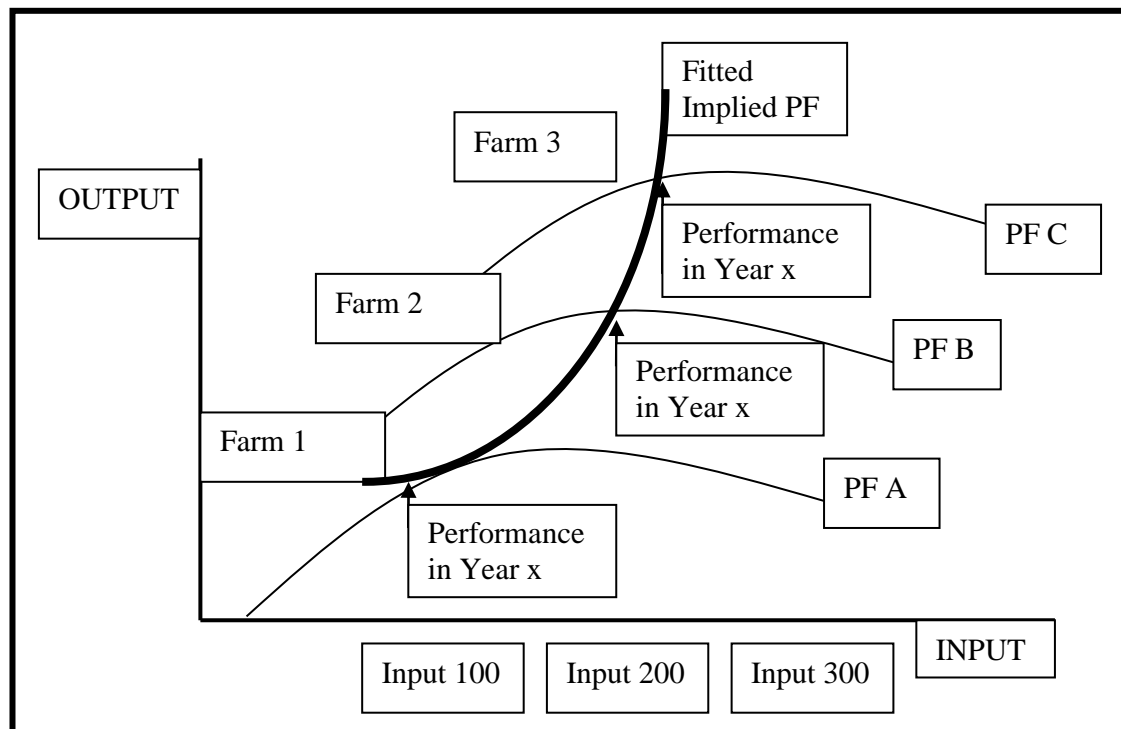 Fitted
Implied PF
Farm 3
OUTPUT
Performance
in Year x
PF C
Farm 2
Performance
in Year x
PF B
Farm 1
PF A
Performance
in Year x
INPUT
Input 100
Input 200
Input 300